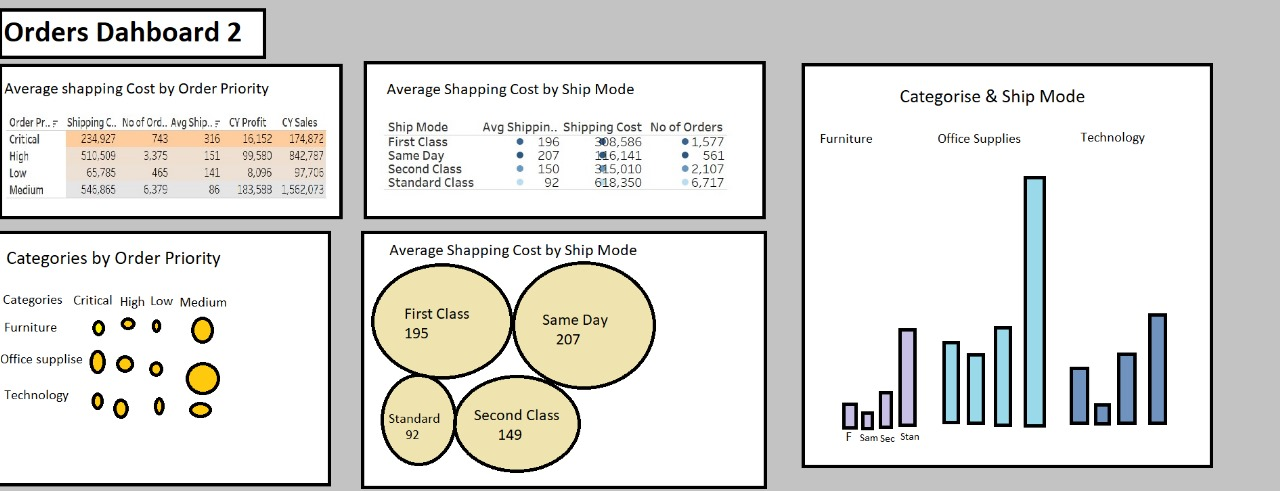 Orders Dahboard 2
Average shapping Cost by Order Priority
Order Pr.. Shipping C.. No of Ord.. Avg Ship.. CY Profit CY Sales
Critical 234,927 743 316 16,152 174,872
High 510,509 3,375 151 99,580 842,787
Low 65,785 465 141 8,096 97,706
Medium 546,865 6,379 86 183,588 1,562,073
Average Shapping Cost by Ship Mode
Ship Mode Avg Shippin.. Shipping Cost No of Orders
First Class 196 308,586 1,577
Same Day 207 116,141 561
Second Class 150 315,010 2,107
Standard Class 92 618,350 6,717
Categories by Order Priority
Categories Critical High Low Medium
Furniture
Office supplise
Technology
Average Shapping Cost by Ship Mode
First Class
195
Same Day
207
Standard
92
Second Class
149
Categorise & Ship Mode
Furniture Office Supplies Technology
F Sam Sec Stan